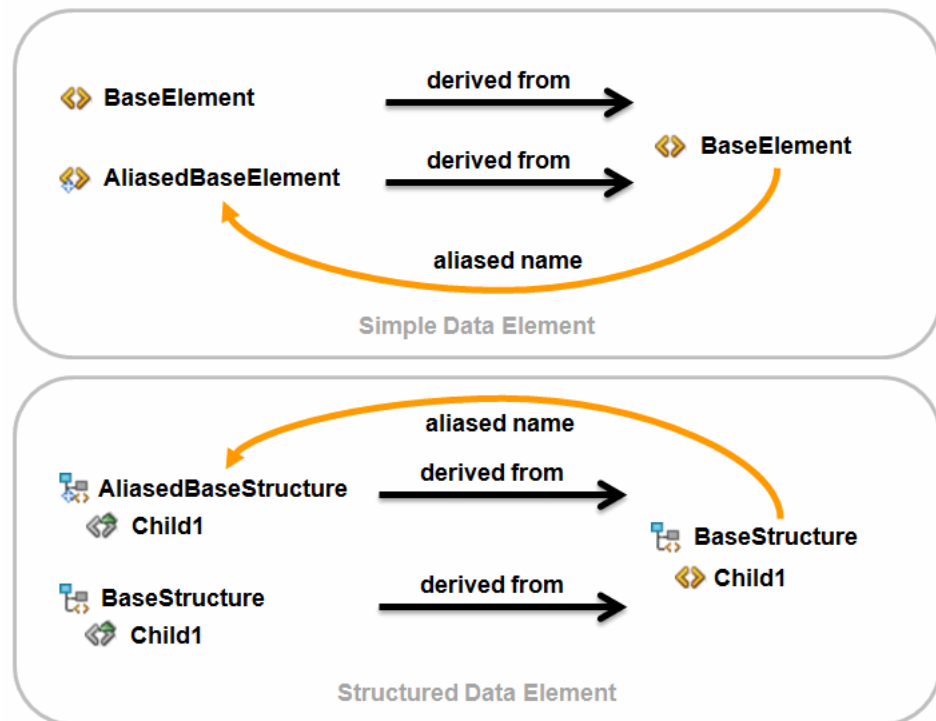 derived from
BaseElement
derived from
BaseElement
AliasedBaseElement
aliased name
Simple Data Element
aliased name
derived from
AliasedBaseStructure
Child1
BaseStructure
Child1
derived from
BaseStructure
Child1
Structured Data Element